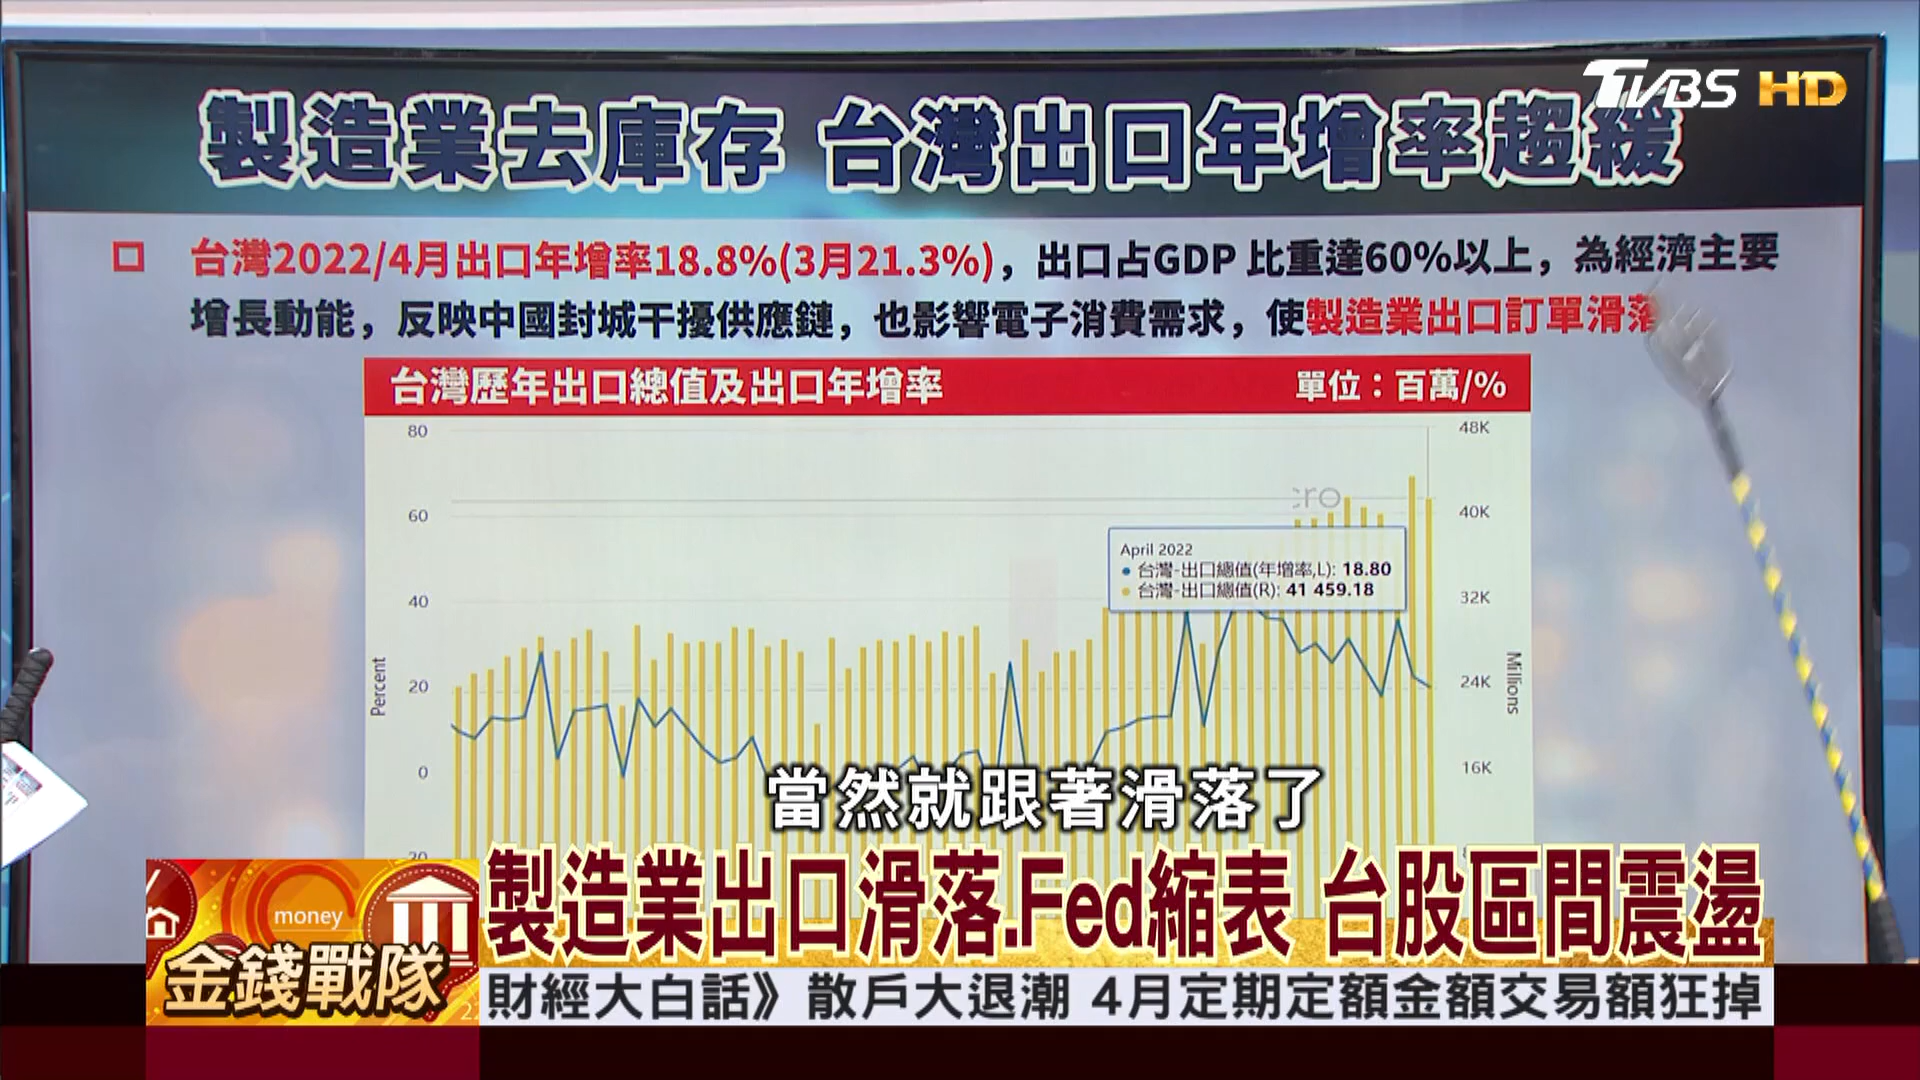 TVBS HD
製造業去庫存 台灣出口年增率趨緩
台灣2022/4月出口年增率18.8%(3月21.3%)，出口占GDP 比重達60%以上，為經濟主要
增長動能，反映中國封城干擾供應鏈，也影響電子消費需求，使製造業出口訂單滑落
台灣歷年出口總值及出口年增率 單位：百萬/%
80 48K
cro
60 40K
April 2022
台灣-出口總值(年增率,L): 18.80
台灣-出口總值(R): 41 459.18
40 32K
20 24K
Percent
Millions
0 16K
當然就跟著滑落了
製造業出口滑落.Fed縮表 台股區間震盪
money
金錢戰隊
財經大白話》散戶大退潮 4月定期定額金額交易額狂掉